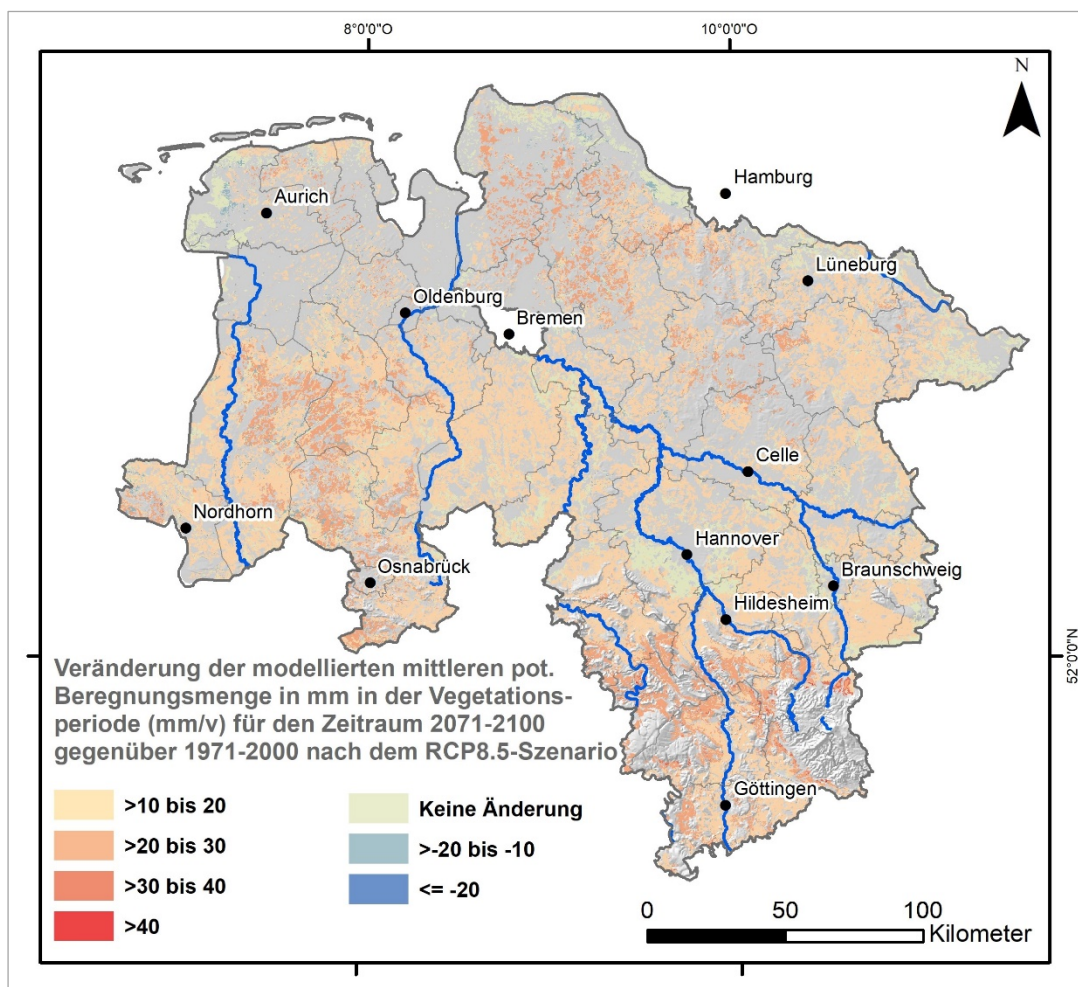 8°0'0"O
10°0'0"O
N
Hamburg
Aurich
Lüneburg
Oldenburg
Bremen
Celle
Nordhorn
Hannover
Osnabrück
Braunschweig
Hildesheim
52°0'0"N
Veränderung der modellierten mittleren pot.
Beregnungsmenge in mm in der Vegetations-
periode (mm/v) für den Zeitraum 2071-2100
gegenüber 1971-2000 nach dem RCP8.5-Szenario
Göttingen
>10 bis 20
>20 bis 30
>30 bis 40
>40
Keine Änderung
>-20 bis -10
<= -20
0 50 100
Kilometer